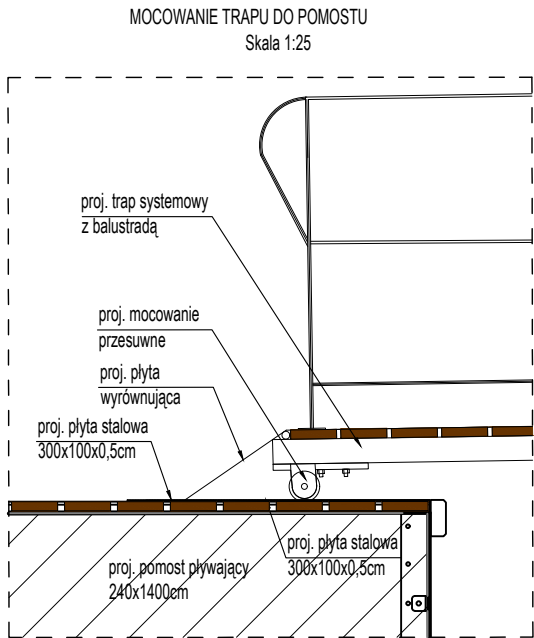 MOCOWANIE TRAPU DO POMOSTU
Skala 1:25
proj. trap systemowy
z balustradą
proj. mocowanie
przesuwne
proj. płyta
wyrównująca
proj. płyta stalowa
300x100x0,5cm
proj. płyta stalowa
300x100x0,5cm
proj. pomost pływający
240x1400cm